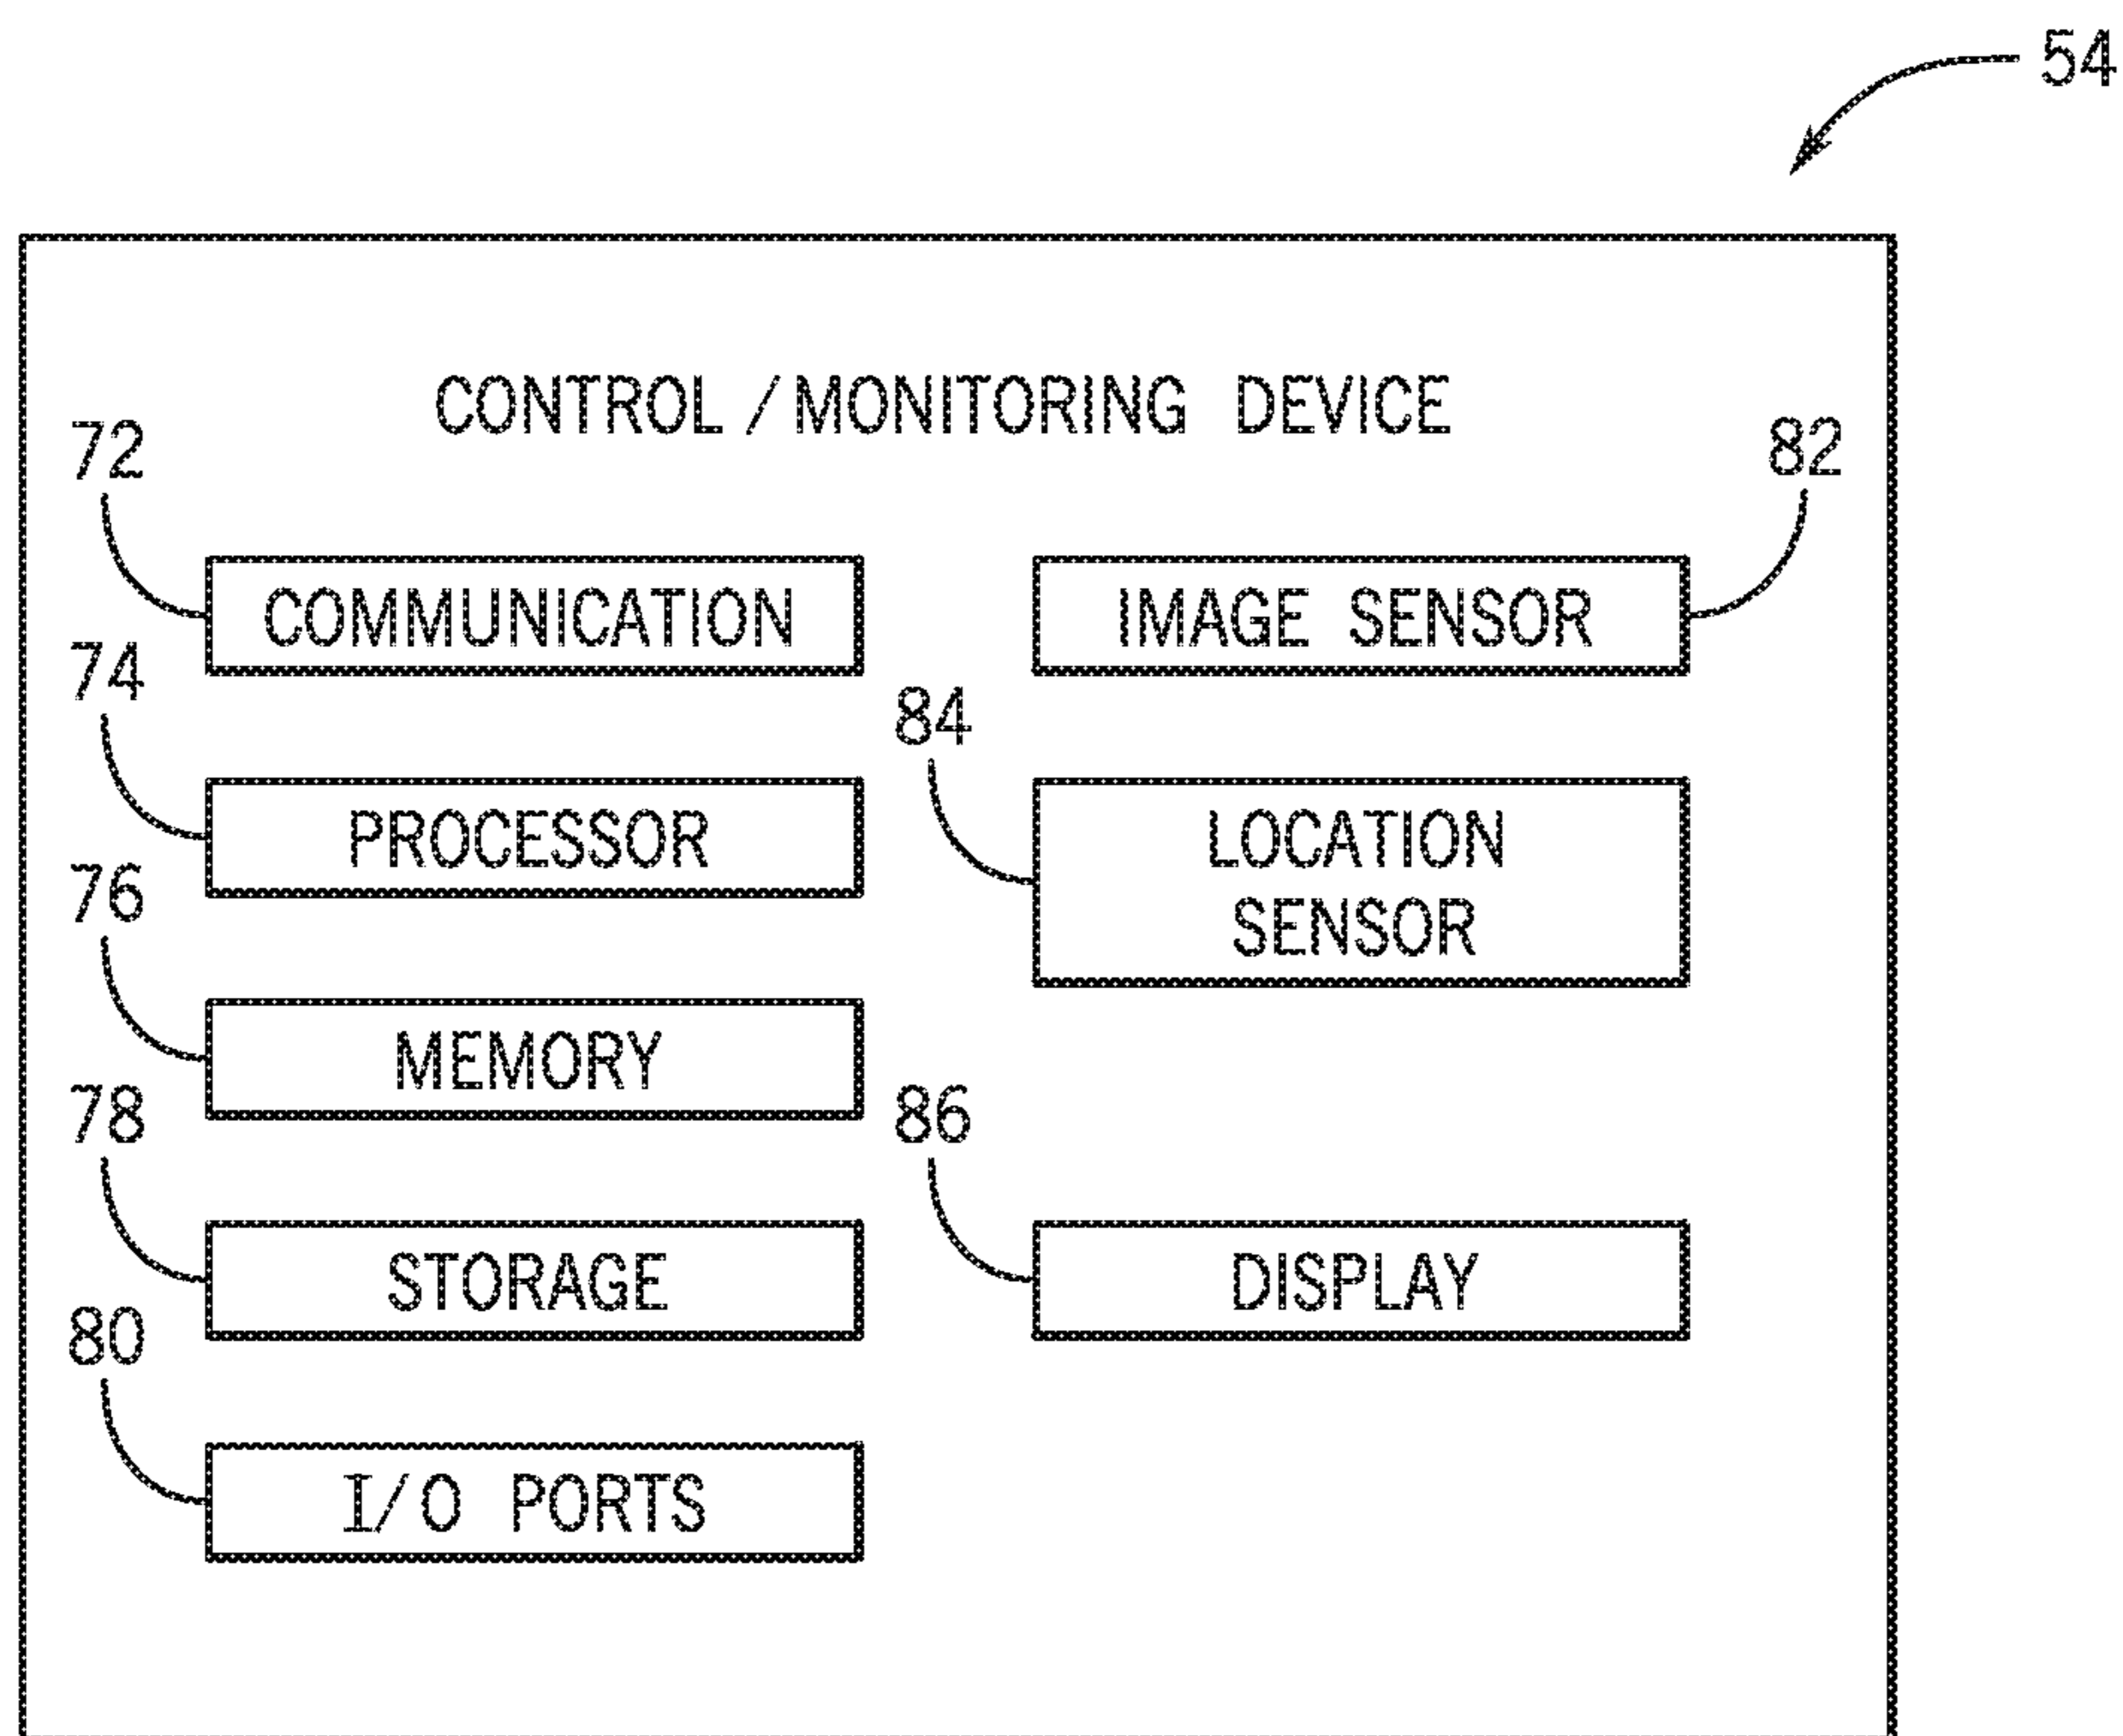 54
CONTROL / MONITORING DEVICE
72
COMMUNICATION
74
PROCESSOR
76
MEMORY
78
STORAGE
80
I/O PORTS
82
IMAGE SENSOR
84
LOCATION
SENSOR
86
DISPLAY